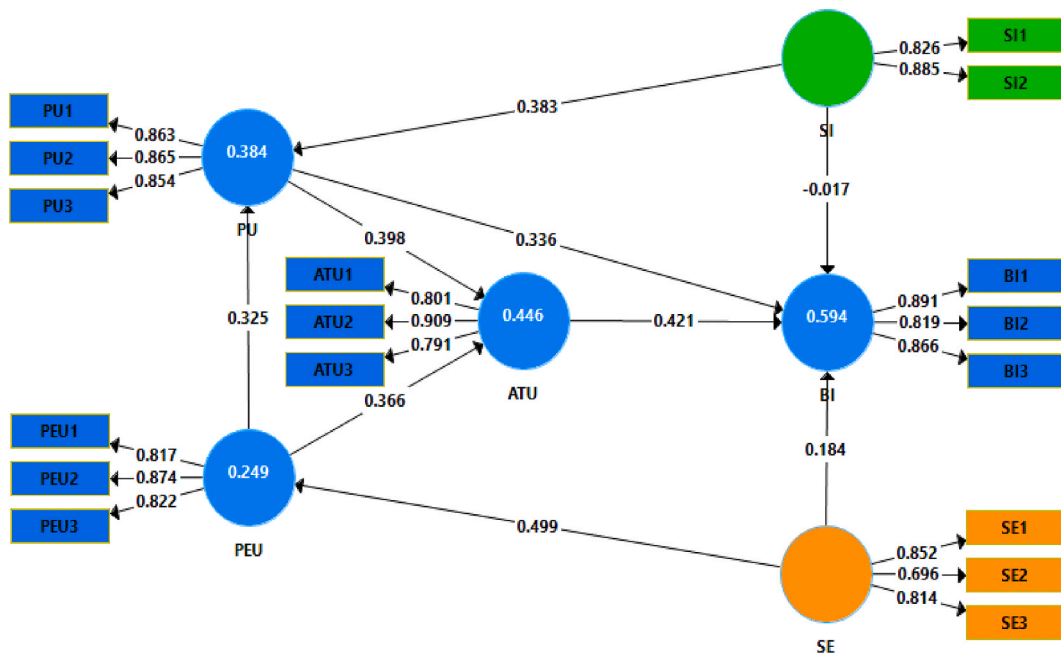 SI1
0.826
0.885
SI2
SI
0.383
PU1
0.863
PU2
0.865
0.854
PU3
0.384
PU
-0.017
0.398
0.336
ATU1
0.801
ATU2
0.909
0.791
ATU3
0.446
ATU
0.421
0.594
BI
BI1
0.891
0.819
BI2
0.866
BI3
0.325
0.366
PEU1
0.817
PEU2
0.874
0.822
PEU3
0.249
PEU
0.499
0.184
SE1
0.852
0.696
SE2
0.814
SE3
SE